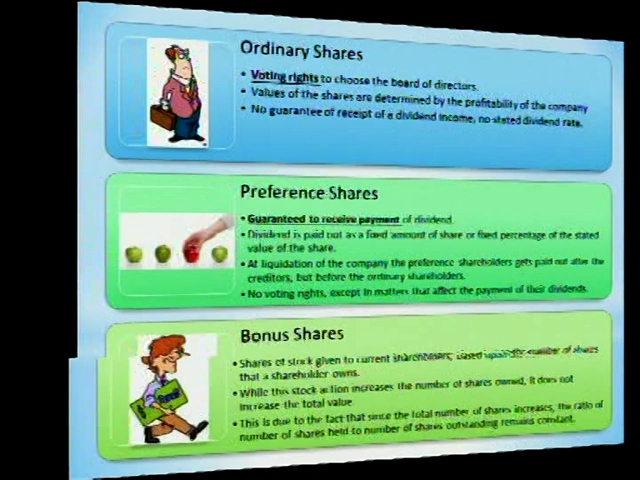 Ordinary Shares
• Voting rights to choose the board of directors.
• Values of the shares are determined by the profitability of the company
• No guarantee of receipt of a dividend income, no stated dividend rate.
Preference Shares
• Guaranteed to receive payment of dividend.
• Dividend is paid out as a fixed amount of share or fixed percentage of the stated
value of the share.
• At liquidation of the company the preference shareholders gets paid out after the
creditors, but before the ordinary shareholders.
• No voting rights, except in matters that affect the payment of their dividends.
Bonus Shares
• Shares of stock given to current shareholders, based upon the number of shares
that a shareholder owns.
• While this stock action increases the number of shares owned, it does not
increase the total value.
• This is due to the fact that since the total number of shares increases, the ratio of
number of shares held to number of shares outstanding remains constant.